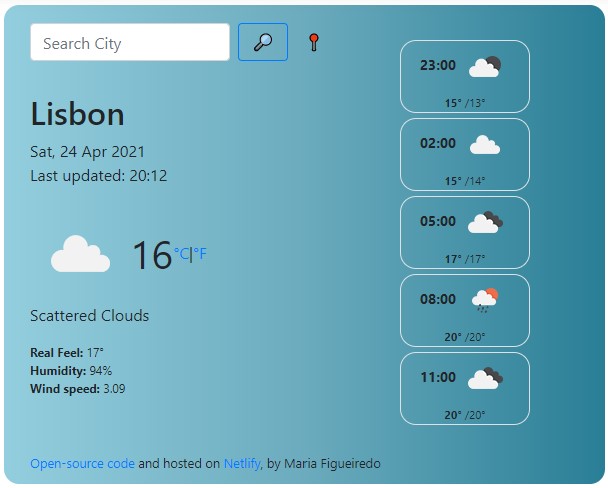 Search City
Lisbon
Sat, 24 Apr 2021
Last updated: 20:12
16°C|°F
Scattered Clouds
Real Feel: 17°
Humidity: 94%
Wind speed: 3.09
23:00
15° /13°
02:00
15° /14°
05:00
17° /17°
08:00
20° /20°
11:00
20° /20°
Open-source code and hosted on Netlify, by Maria Figueiredo